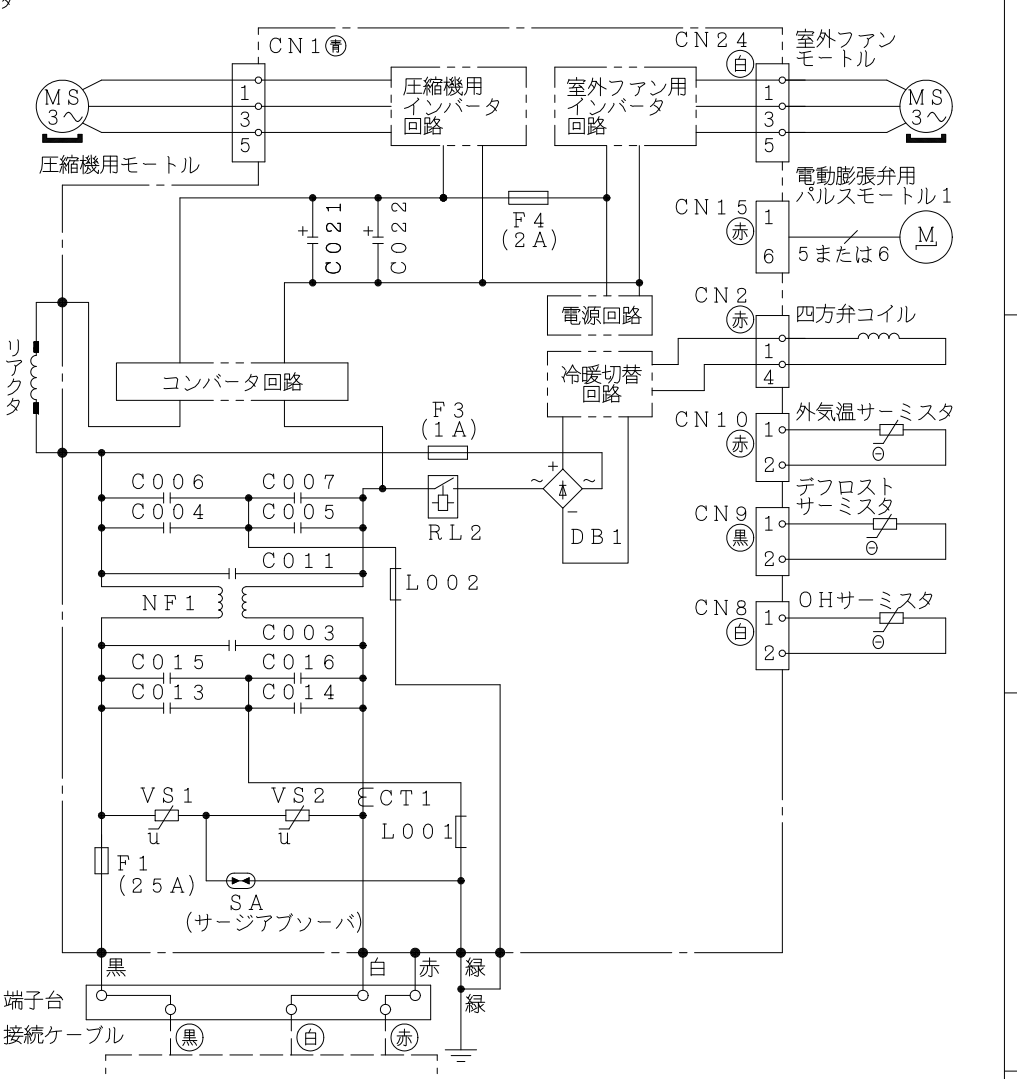 タ
CN1青
CN24
白
室外ファン
モートル
MS
3～
1
3
5
圧縮機用
インバータ
回路
室外ファン用
インバータ
回路
1
3
5
MS
3～
圧縮機用モートル
電動膨張弁用
パルスモートル1
CN15
赤
1
6
5または6
M
C021
C022
F4
(2A)
CN2
赤
1
4
四方弁コイル
電源回路
リアクタ
コンバータ回路
冷暖切替
回路
F3
(1A)
CN10
赤
1
2
外気温サーミスタ
θ
C006
C007
C004
C005
RL2
DB1
CN9
黒
1
2
デフロスト
サーミスタ
θ
C011
L002
NF1
CN8
白
1
2
OHサーミスタ
θ
C003
C015
C016
C013
C014
VS1
VS2
CT1
u
u
L001
F1
(25A)
SA
(サージアブソーバ)
黒
白
赤
緑
端子台
緑
接続ケーブル
黒
白
赤